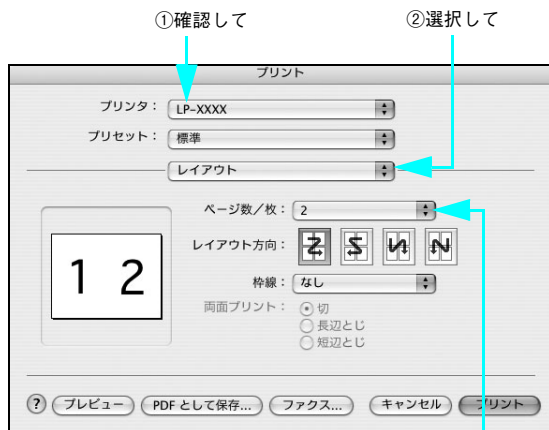 ①確認して ②選択して
プリント
プリンタ： LP-XXXX
プリセット： 標準
レイアウト
ページ数／枚： 2
レイアウト方向：
1 2
枠線： なし
両面プリント： 切
長辺とじ
短辺とじ
? プレビュー PDF として保存... ファクス... キャンセル プリント